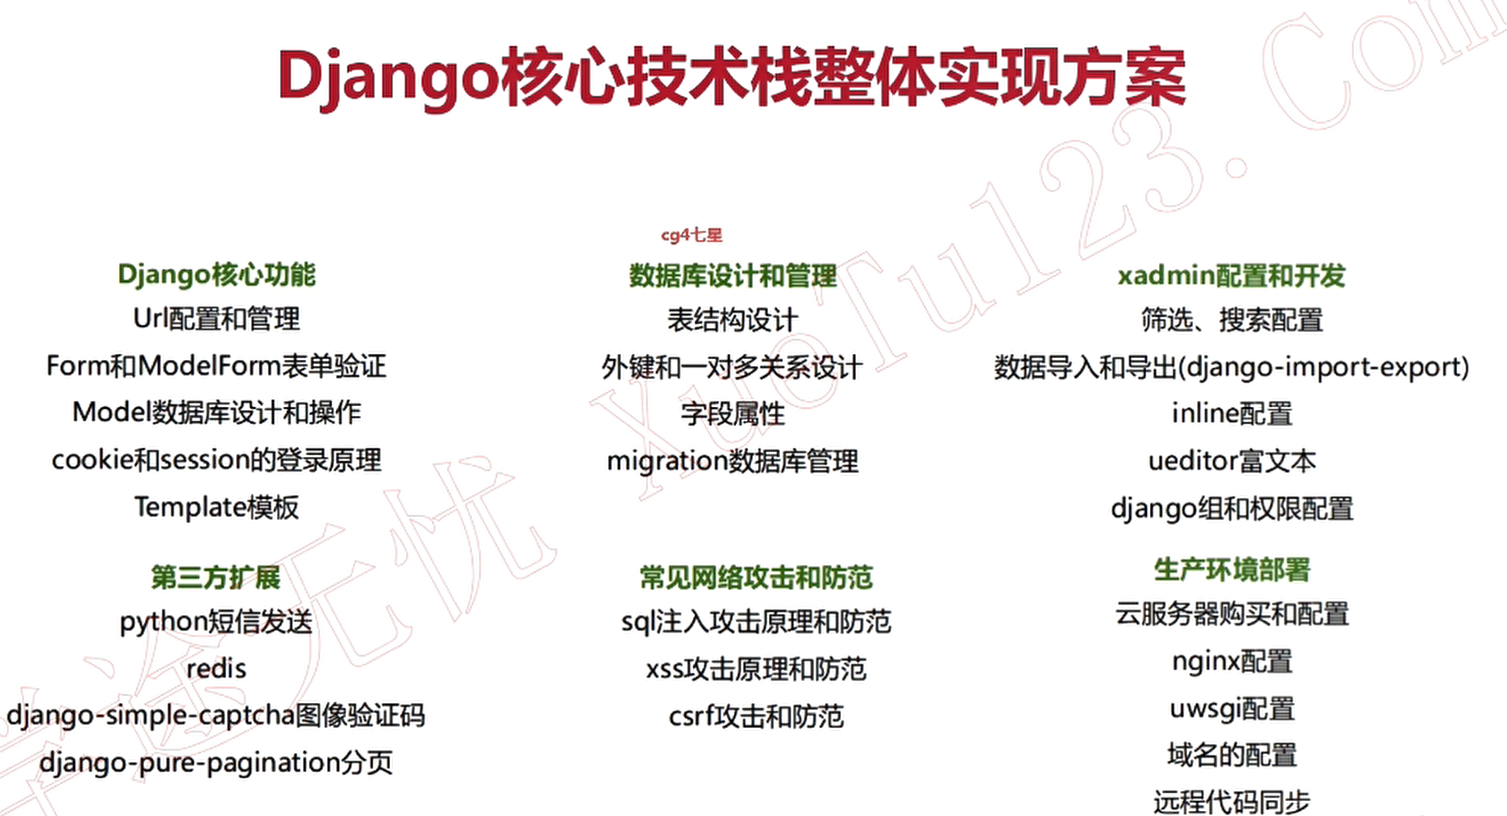 Django核心技术栈整体实现方案
cg4七星
Django核心功能
Url配置和管理
Form和ModelForm表单验证
Model数据库设计和操作
cookie和session的登录原理
Template模板
数据库设计和管理
表结构设计
外键和一对多关系设计
字段属性
migration数据库管理
xadmin配置和开发
筛选、搜索配置
数据导入和导出(django-import-export)
inline配置
ueditor富文本
django组和权限配置
第三方扩展
python短信发送
redis
django-simple-captcha图像验证码
django-pure-pagination分页
常见网络攻击和防范
sql注入攻击原理和防范
xss攻击原理和防范
csrf攻击和防范
生产环境部署
云服务器购买和配置
nginx配置
uwsgi配置
域名的配置
远程代码同步
学途无忧 XueTu123.Com